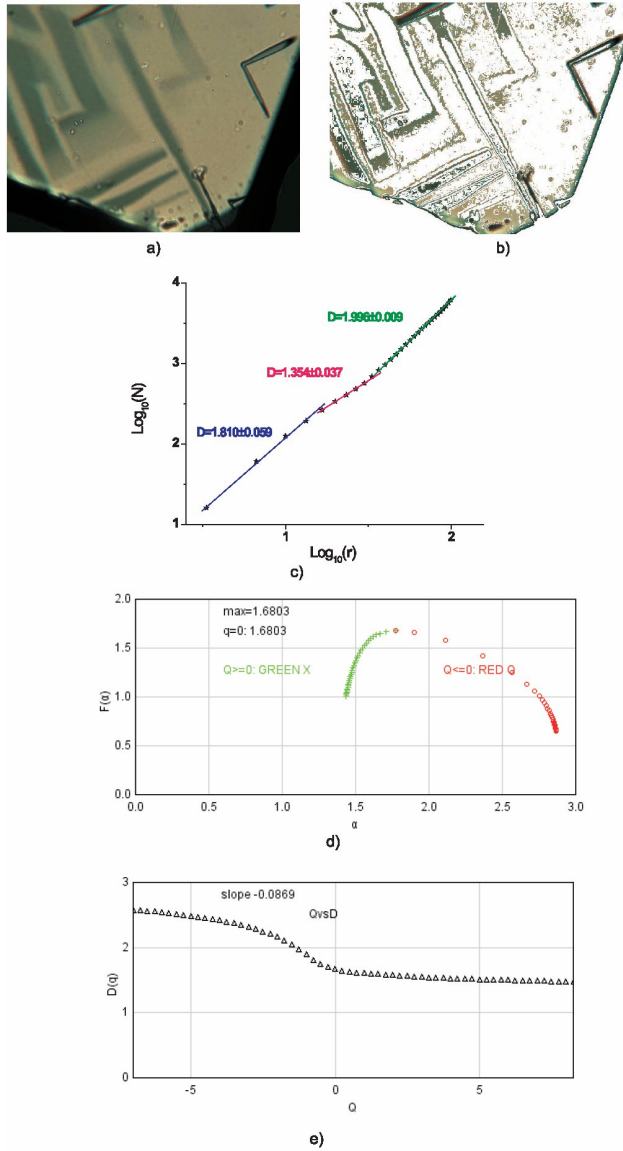 a)
b)
4
3
2
1
Log10(N)
D=1.996±0.009
D=1.354±0.037
D=1.810±0.059
1
2
Log10(r)
c)
2.0
1.5
1.0
0.5
0.0
F(α)
max=1.6803
q=0: 1.6803
Q>=0: GREEN X
Q<=0: RED O
0.0 0.5 1.0 1.5 2.0 2.5 3.0
α
d)
3
2
1
0
D(q)
slope -0.0869
QvsD
-5 0 5
Q
e)